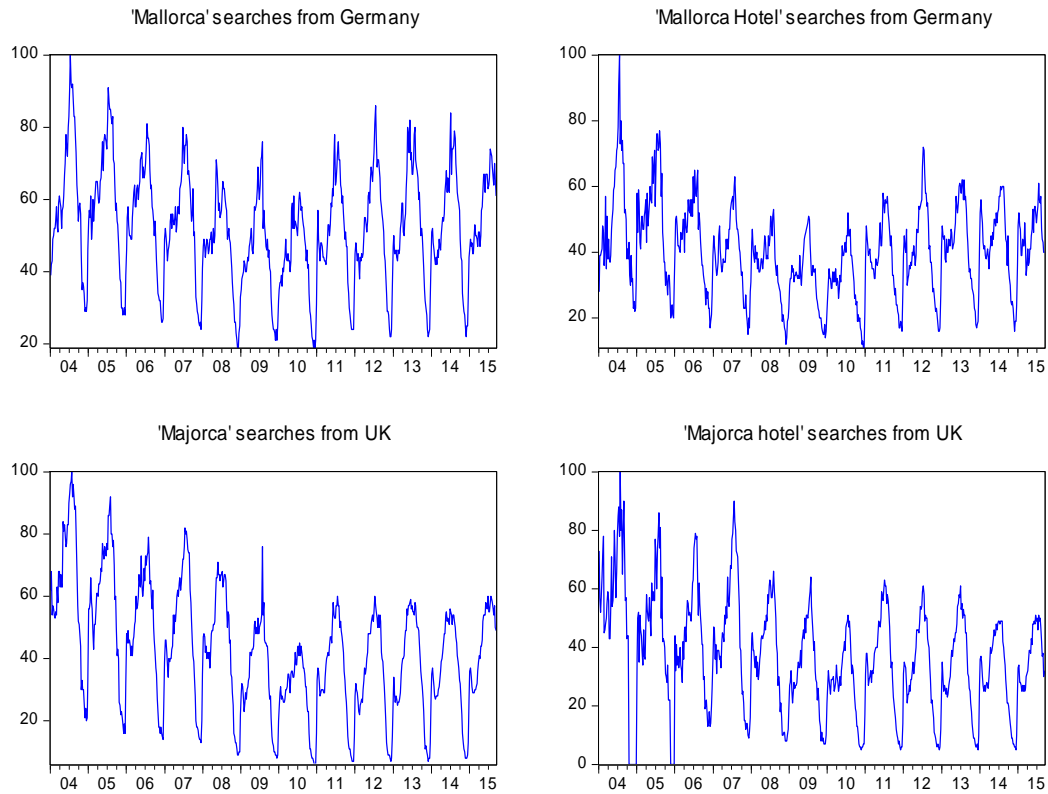 'Mallorca' searches from Germany
100
80
60
40
20
04 05 06 07 08 09 10 11 12 13 14 15
'Mallorca Hotel' searches from Germany
100
80
60
40
20
04 05 06 07 08 09 10 11 12 13 14 15
'Majorca' searches from UK
100
80
60
40
20
04 05 06 07 08 09 10 11 12 13 14 15
'Majorca hotel' searches from UK
100
80
60
40
20
0
04 05 06 07 08 09 10 11 12 13 14 15